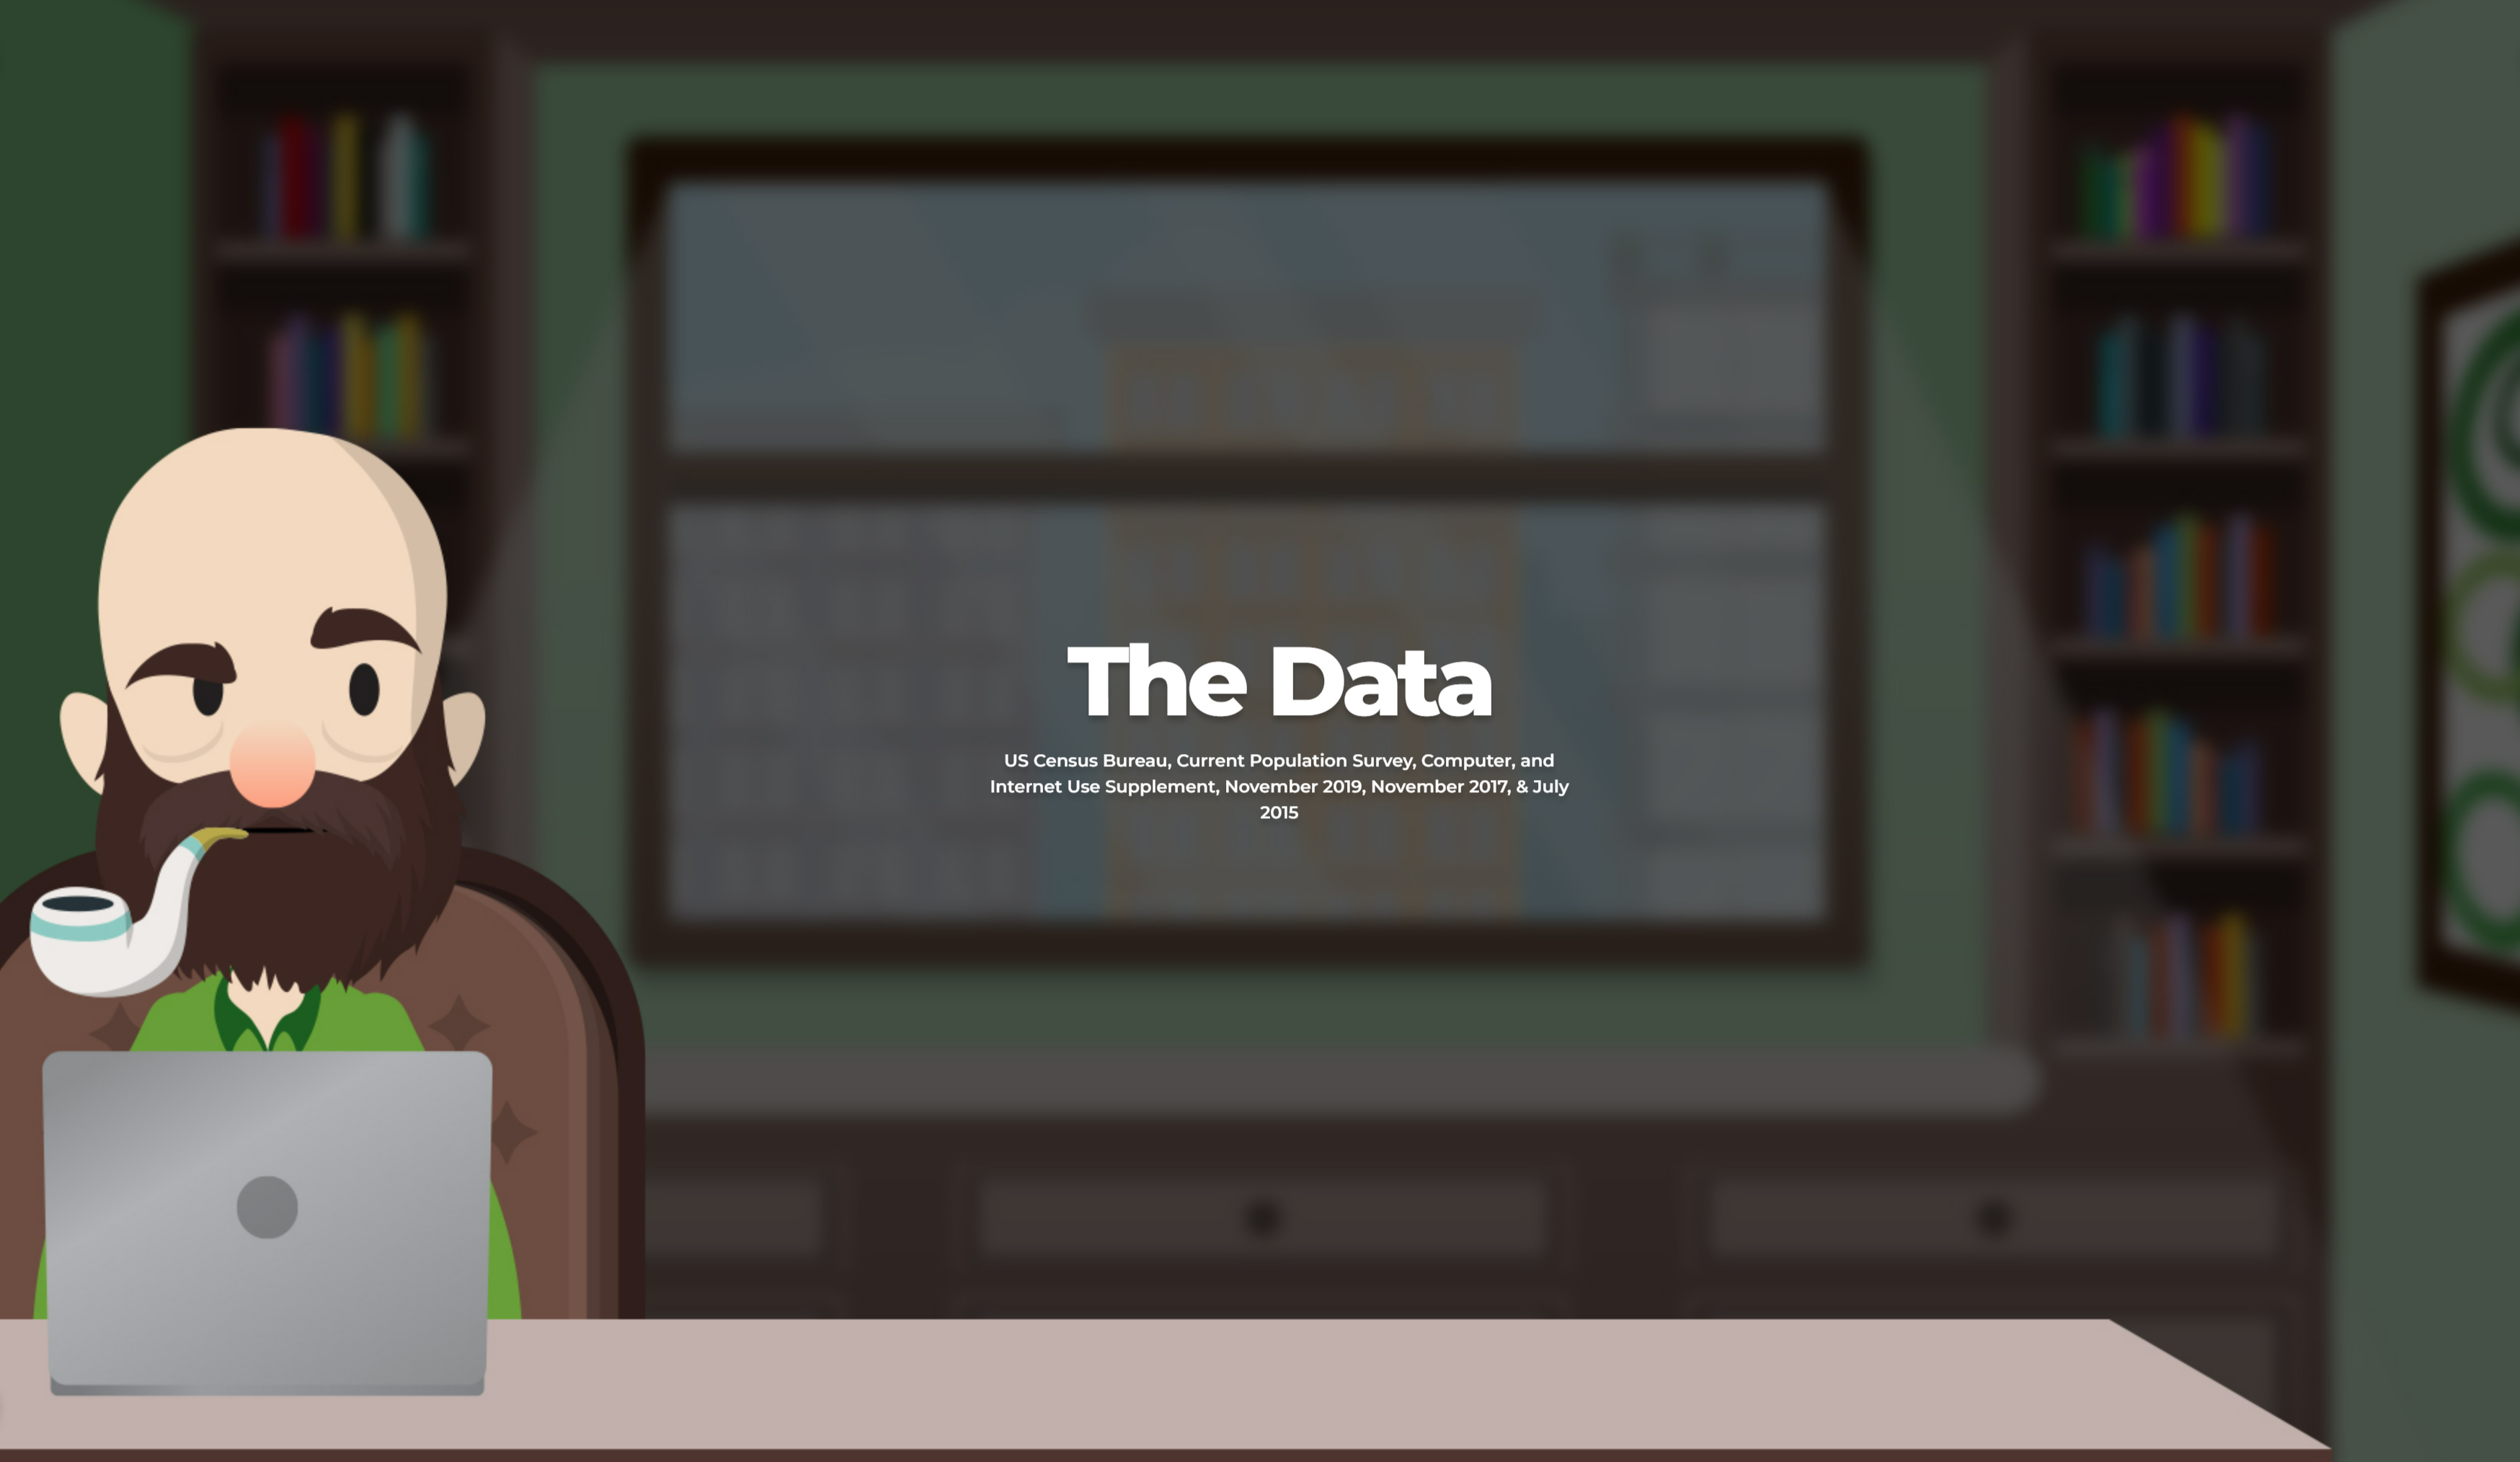 The Data
US Census Bureau, Current Population Survey, Computer, and
Internet Use Supplement, November 2019, November 2017, & July
2015